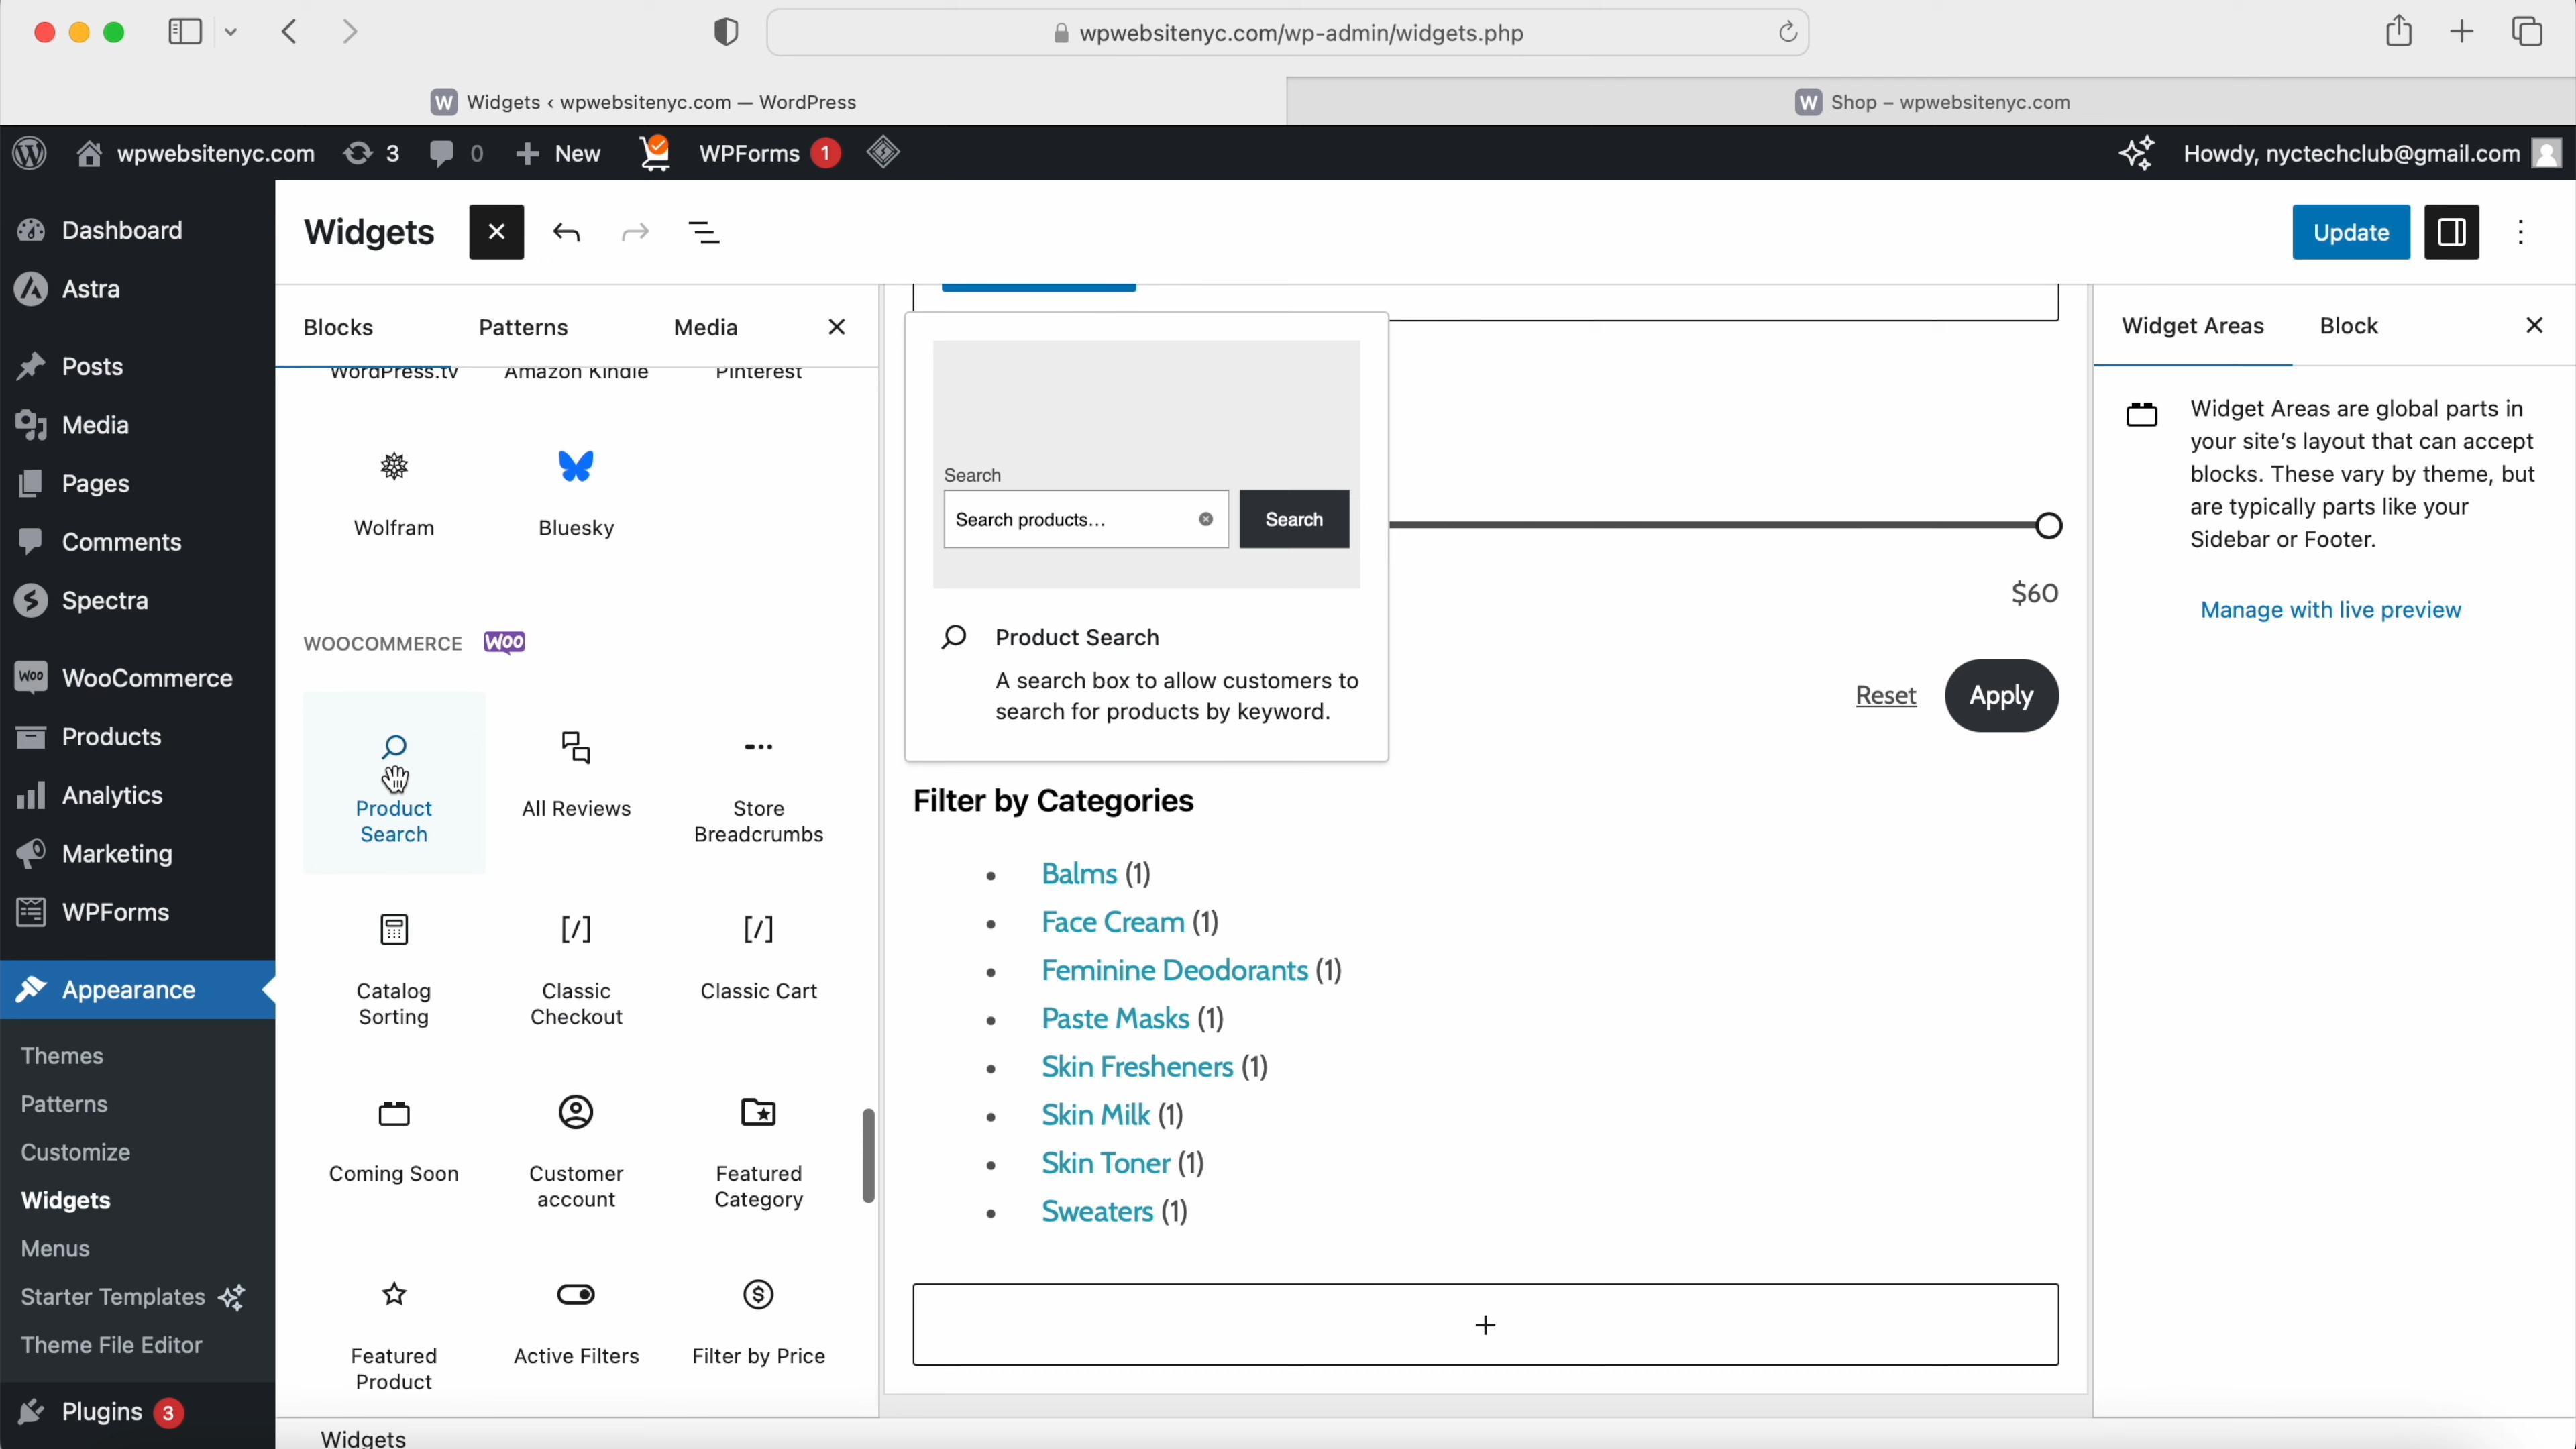 wpwebsitenyc.com/wp-admin/widgets.php
W Widgets ‹ wpwebsitenyc.com — WordPress
W Shop – wpwebsitenyc.com
wpwebsitenyc.com 3 0 New WPForms 1
Howdy, nyctechclub@gmail.com
Dashboard
Astra
Posts
Media
Pages
Comments
Spectra
WooCommerce
Products
Analytics
Marketing
WPForms
Appearance
Themes
Patterns
Customize
Widgets
Menus
Starter Templates
Theme File Editor
Plugins 3
Widgets
Update
Blocks Patterns Media
WordPress.tv Amazon Kindle Pinterest
Wolfram Bluesky
WOOCOMMERCE Woo
Product
Search
All Reviews
Store
Breadcrumbs
Catalog
Sorting
Classic
Checkout
Classic Cart
Coming Soon
Customer
account
Featured
Category
Featured
Product
Active Filters
Filter by Price
Widgets
Search
Search products...
Search
Product Search
A search box to allow customers to
search for products by keyword.
$60
Reset
Apply
Filter by Categories
• Balms (1)
• Face Cream (1)
• Feminine Deodorants (1)
• Paste Masks (1)
• Skin Fresheners (1)
• Skin Milk (1)
• Skin Toner (1)
• Sweaters (1)
Widget Areas Block
Widget Areas are global parts in
your site's layout that can accept
blocks. These vary by theme, but
are typically parts like your
Sidebar or Footer.
Manage with live preview